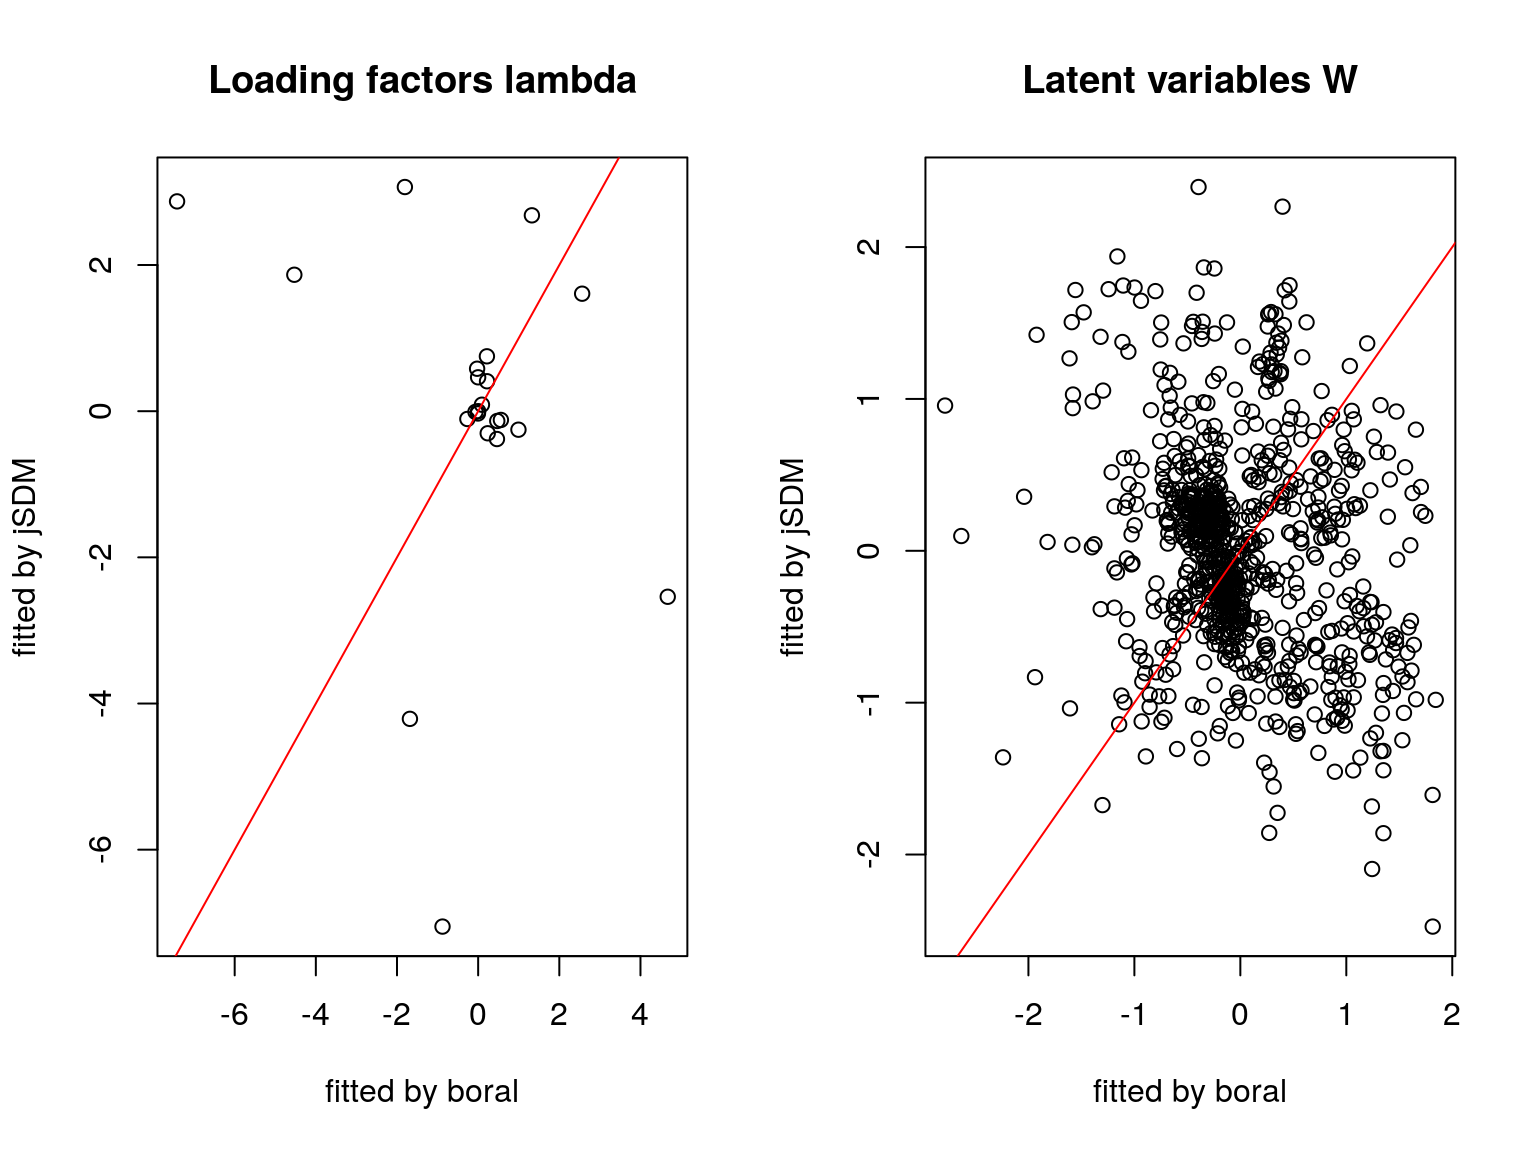 Loading factors lambda
fitted by jSDM
2
0
-2
-4
-6
-6 -4 -2 0 2 4
fitted by boral
Latent variables W
fitted by jSDM
2
1
0
-1
-2
-2 -1 0 1 2
fitted by boral